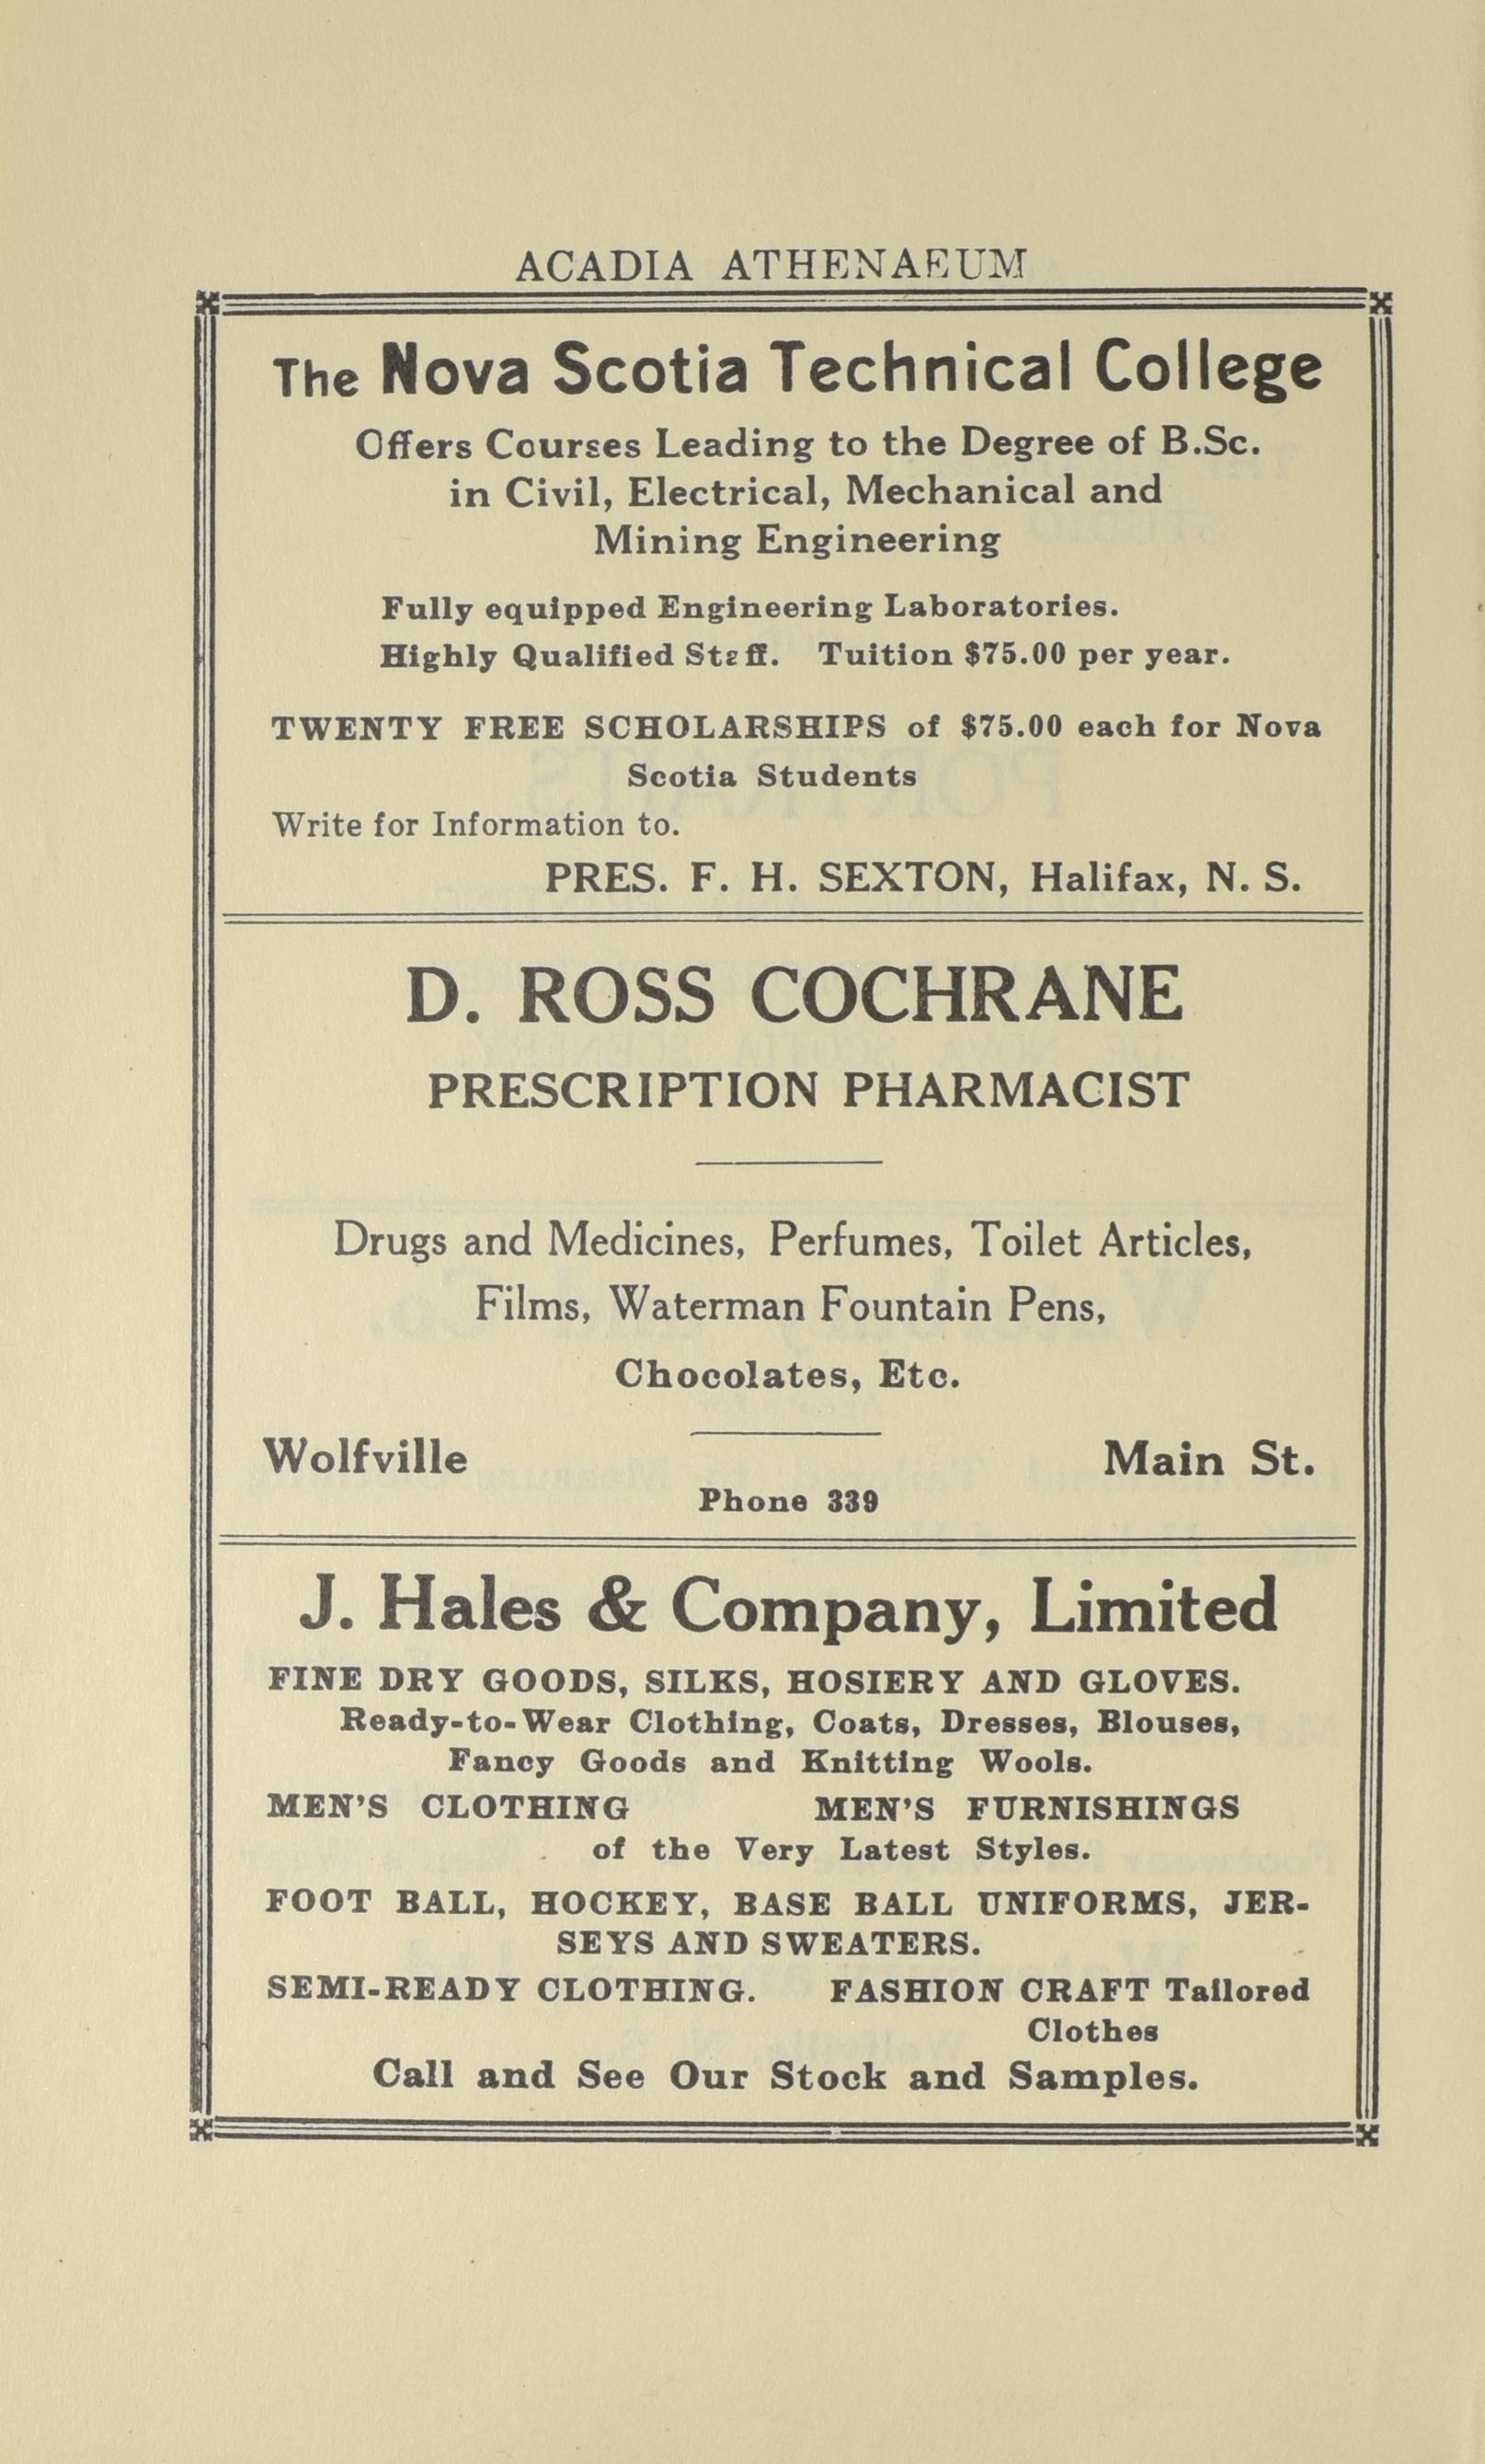 ACADIA ATHENAEUM
The Nova Scotia Technical College
Offers Courses Leading to the Degree of B.Sc.
in Civil, Electrical, Mechanical and
Mining Engineering
Fully equipped Engineering Laboratories.
Highly Qualified Staff. Tuition $75.00 per year.
TWENTY FREE SCHOLARSHIPS of $75.00 each for Nova
Scotia Students
Write for Information to.
PRES. F. H. SEXTON, Halifax, N. S.
D. ROSS COCHRANE
PRESCRIPTION PHARMACIST
Drugs and Medicines, Perfumes, Toilet Articles,
Films, Waterman Fountain Pens,
Chocolates, Etc.
Wolfville Main St.
Phone 339
J. Hales & Company, Limited
FINE DRY GOODS, SILKS, HOSIERY AND GLOVES.
Ready-to-Wear Clothing, Coats, Dresses, Blouses,
Fancy Goods and Knitting Wools.
MEN'S CLOTHING MEN'S FURNISHINGS
of the Very Latest Styles.
FOOT BALL, HOCKEY, BASE BALL UNIFORMS, JER-
SEYS AND SWEATERS.
SEMI-READY CLOTHING. FASHION CRAFT Tailored
Clothes
Call and See Our Stock and Samples.